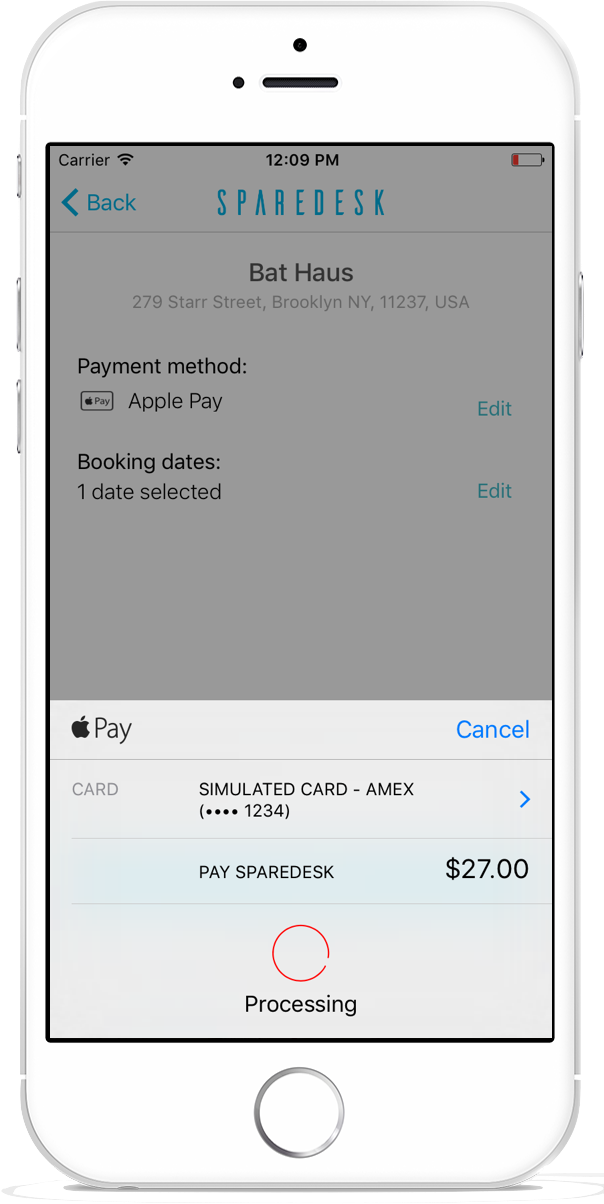 Carrier 12:09 PM
Back SPAREDESK
Bat Haus
279 Starr Street, Brooklyn NY, 11237, USA
Payment method:
Pay Apple Pay
Edit
Booking dates:
1 date selected
Edit
Pay Cancel
CARD SIMULATED CARD - AMEX
(•••• 1234)
PAY SPAREDESK $27.00
Processing